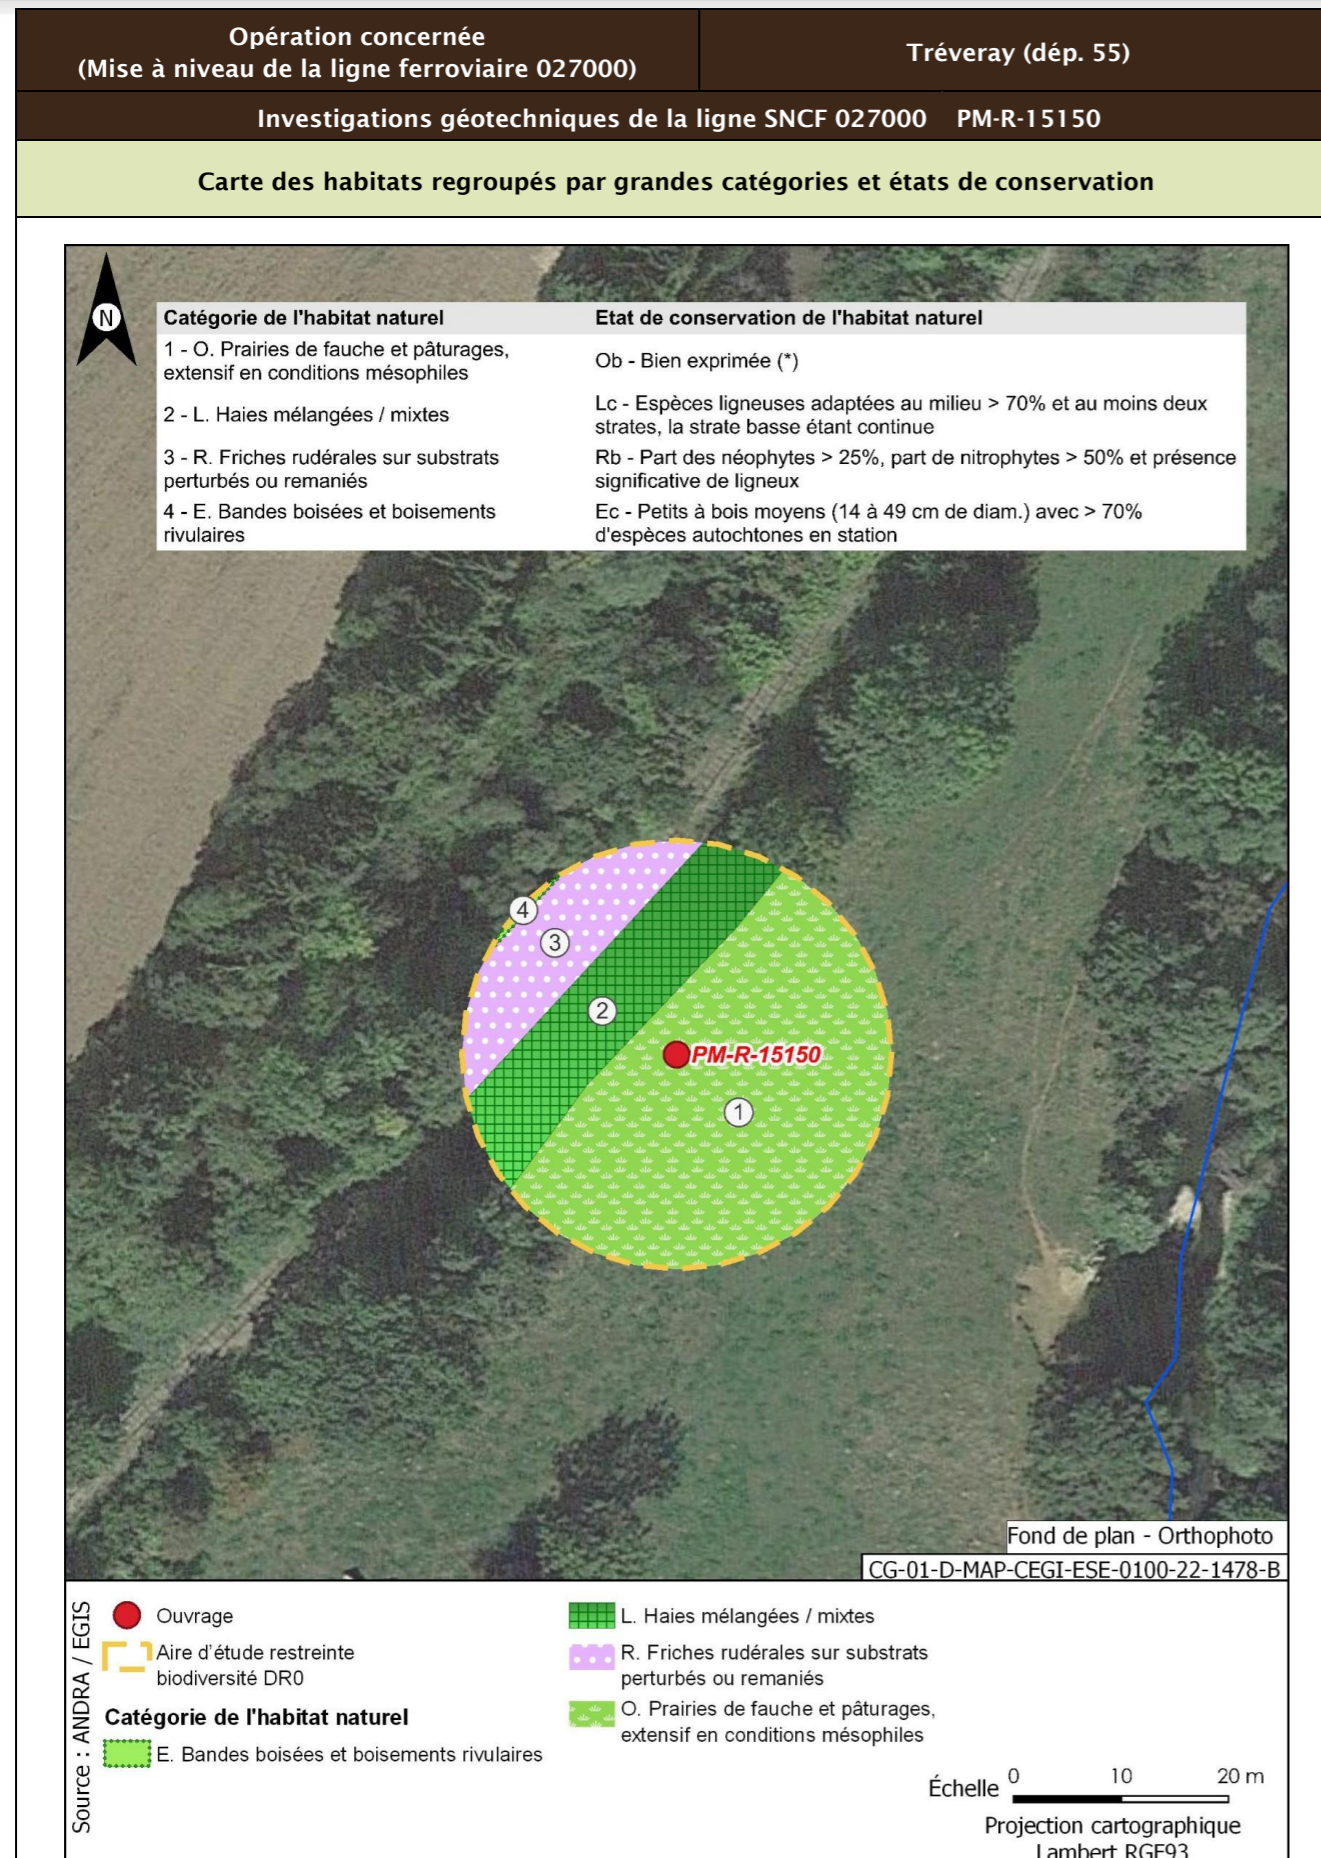 Opération concernée
(Mise à niveau de la ligne ferroviaire 027000)
Tréveray (dép. 55)
Investigations géotechniques de la ligne SNCF 027000 PM-R-15150
Carte des habitats regroupés par grandes catégories et états de conservation
N
Catégorie de l'habitat naturel
Etat de conservation de l'habitat naturel
1 - O. Prairies de fauche et pâturages,
extensif en conditions mésophiles
Ob - Bien exprimée (*)
2 - L. Haies mélangées / mixtes
Lc - Espèces ligneuses adaptées au milieu > 70% et au moins deux
strates, la strate basse étant continue
3 - R. Friches rudérales sur substrats
perturbés ou remaniés
Rb - Part des néophytes > 25%, part de nitrophytes > 50% et présence
significative de ligneux
4 - E. Bandes boisées et boisements
rivulaires
Ec - Petits à bois moyens (14 à 49 cm de diam.) avec > 70%
d'espèces autochtones en station
4
3
2
PM-R-15150
1
Fond de plan - Orthophoto
CG-01-D-MAP-CEGI-ESE-0100-22-1478-B
Source : ANDRA / EGIS
Ouvrage
Aire d'étude restreinte
biodiversité DR0
Catégorie de l'habitat naturel
E. Bandes boisées et boisements rivulaires
L. Haies mélangées / mixtes
R. Friches rudérales sur substrats
perturbés ou remaniés
O. Prairies de fauche et pâturages,
extensif en conditions mésophiles
Échelle 0 10 20 m
Projection cartographique
Lambert RGF93